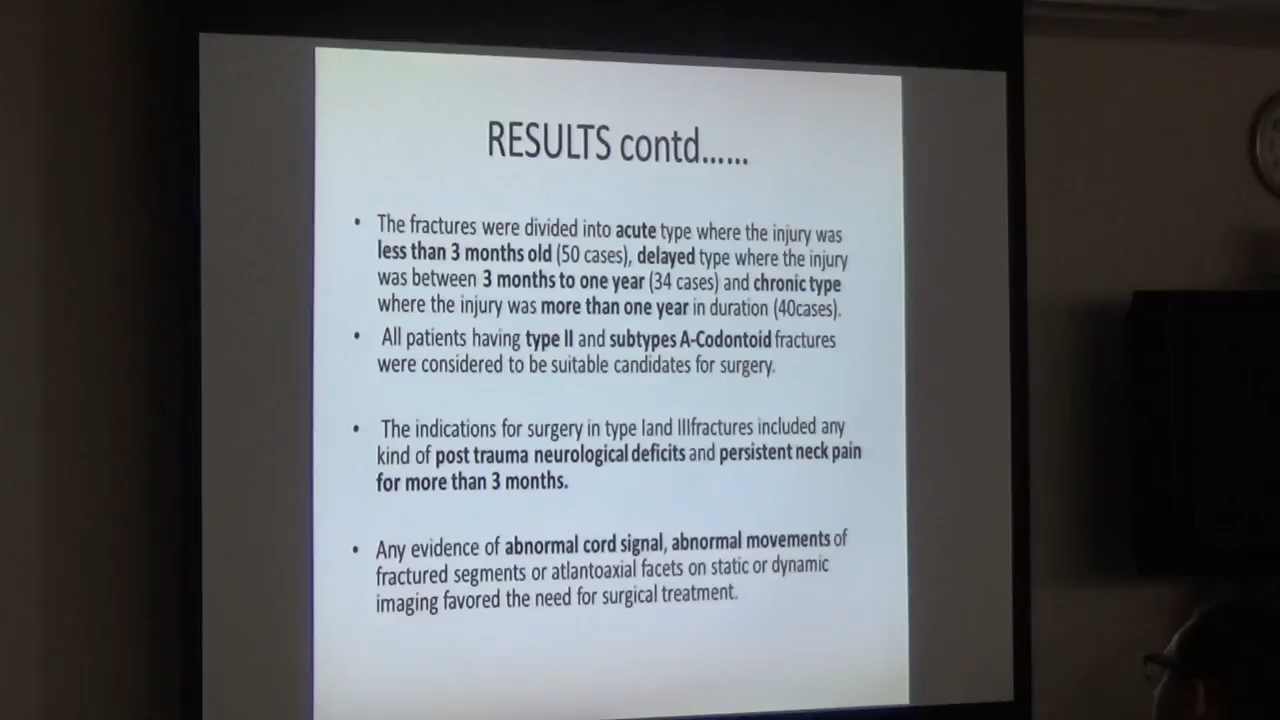 RESULTS contd......
• The fractures were divided into acute type where the injury was
less than 3 months old (50 cases), delayed type where the injury
was between 3 months to one year (34 cases) and chronic type
where the injury was more than one year in duration (40cases).
• All patients having type II and subtypes A-Codontoid fractures
were considered to be suitable candidates for surgery.
• The indications for surgery in type Iand IIIfractures included any
kind of post trauma neurological deficits and persistent neck pain
for more than 3 months.
• Any evidence of abnormal cord signal, abnormal movements of
fractured segments or atlantoaxial facets on static or dynamic
imaging favored the need for surgical treatment.